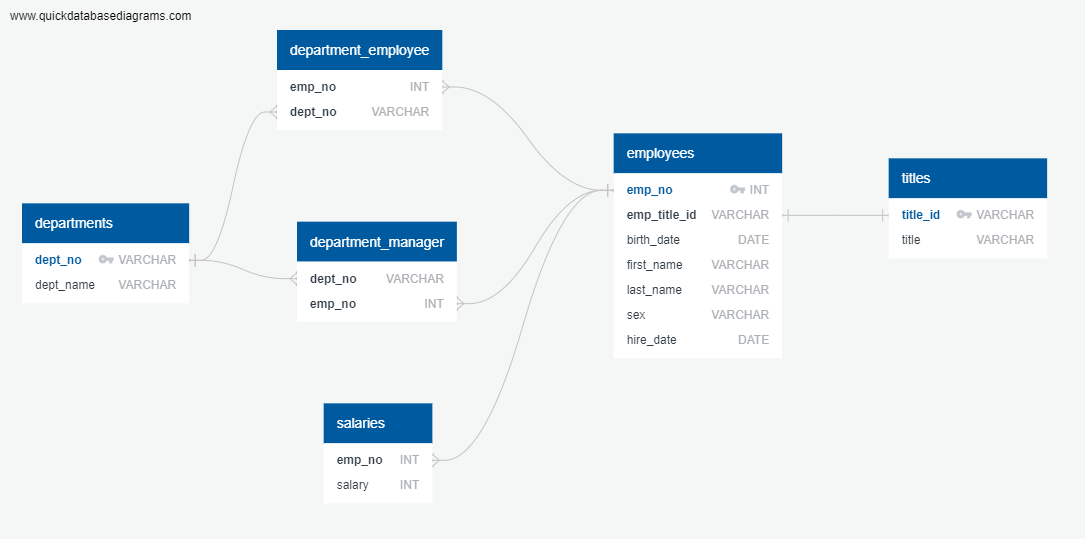 www.quickdatabasediagrams.com
department_employee
emp_no INT
dept_no VARCHAR
departments
dept_no VARCHAR
dept_name VARCHAR
department_manager
dept_no VARCHAR
emp_no INT
salaries
emp_no INT
salary INT
employees
emp_no INT
emp_title_id VARCHAR
birth_date DATE
first_name VARCHAR
last_name VARCHAR
sex VARCHAR
hire_date DATE
titles
title_id VARCHAR
title VARCHAR